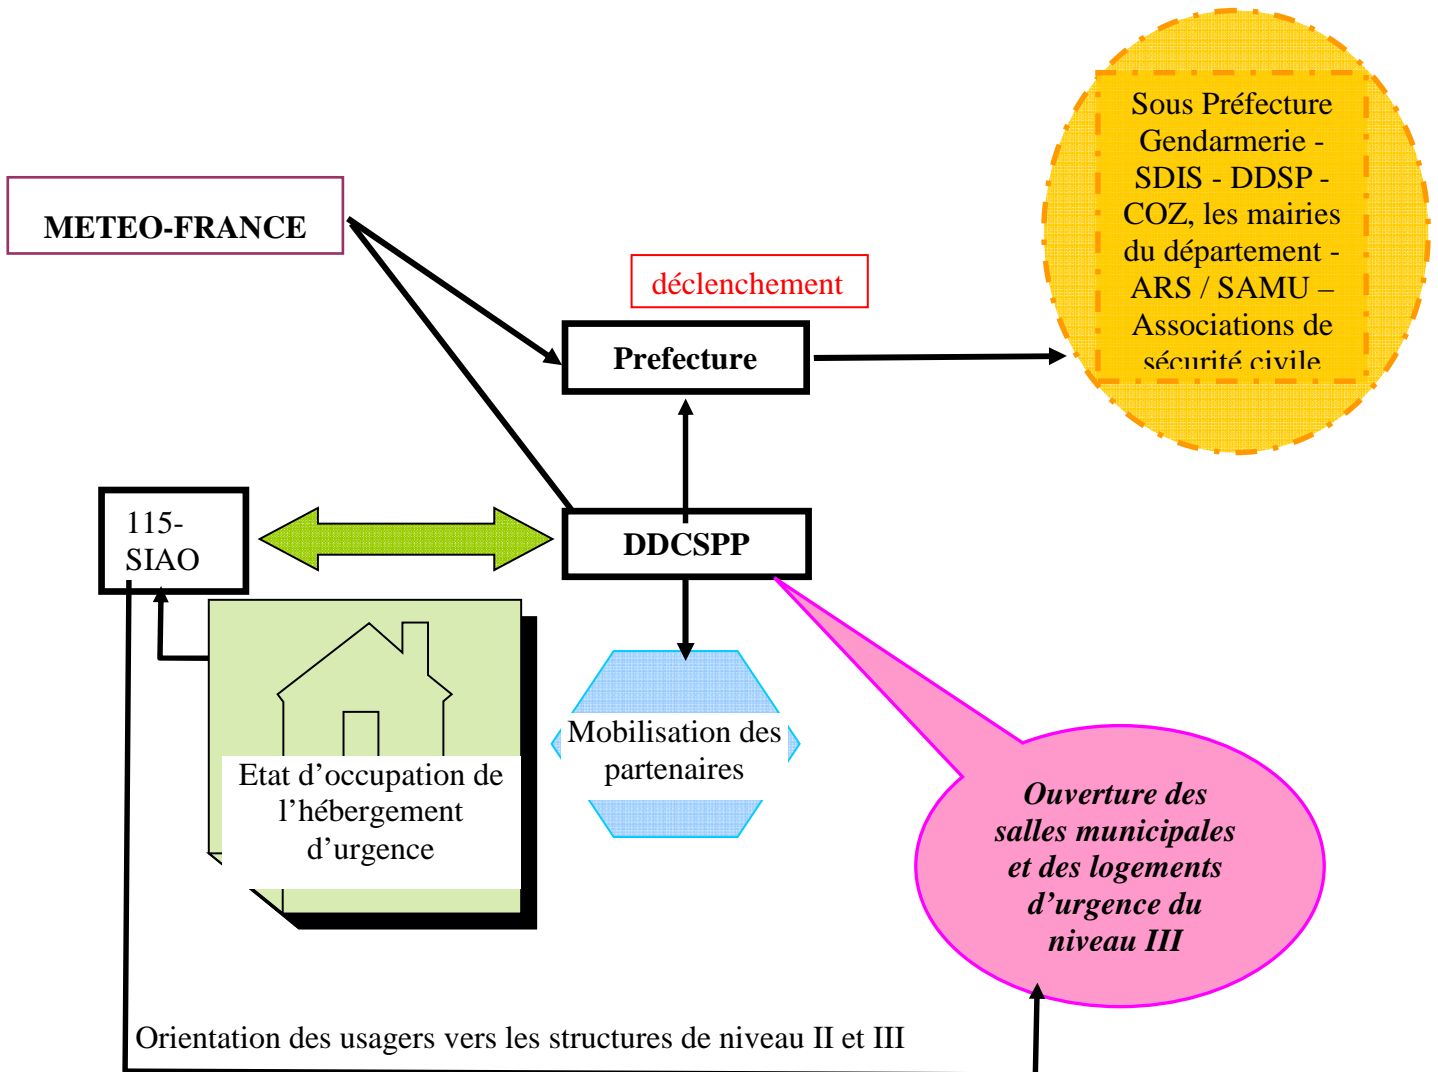 Sous Préfecture
Gendarmerie -
SDIS - DDSP -
COZ, les mairies
du département -
ARS / SAMU –
Associations de
sécurité civile
METEO-FRANCE
déclenchement
Prefecture
115-
SIAO
DDCSPP
Mobilisation des
partenaires
Etat d’occupation de
l’hébergement
d’urgence
Ouverture des
salles municipales
et des logements
d’urgence du
niveau III
Orientation des usagers vers les structures de niveau II et III